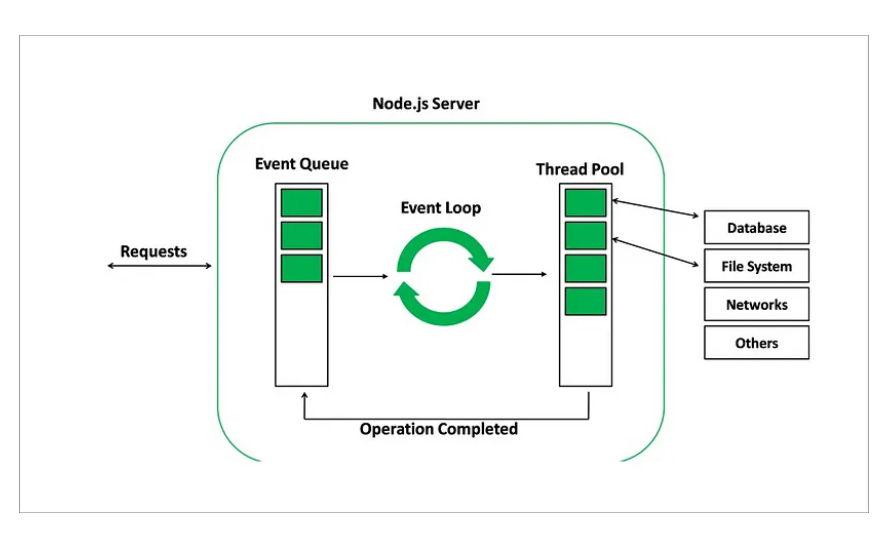 Node.js Server
Event Queue
Thread Pool
Event Loop
Requests
Database
File System
Networks
Others
Operation Completed